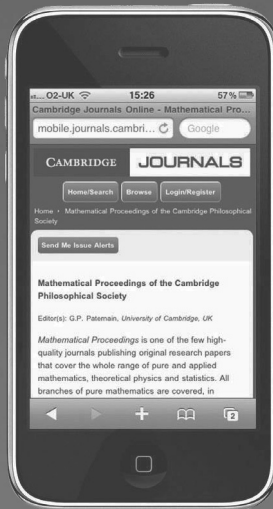 O2-UK 15:26 57%
Cambridge Journals Online - Mathematical Pro...
mobile.journals.cambri... Google
CAMBRIDGE JOURNALS
Home/Search Browse Login/Register
Home • Mathematical Proceedings of the Cambridge Philosophical
Society
Send Me Issue Alerts
Mathematical Proceedings of the Cambridge
Philosophical Society
Editor(s): G.P. Paternain, University of Cambridge, UK
Mathematical Proceedings is one of the few high-
quality journals publishing original research papers
that cover the whole range of pure and applied
mathematics, theoretical physics and statistics. All
branches of pure mathematics are covered, in
2